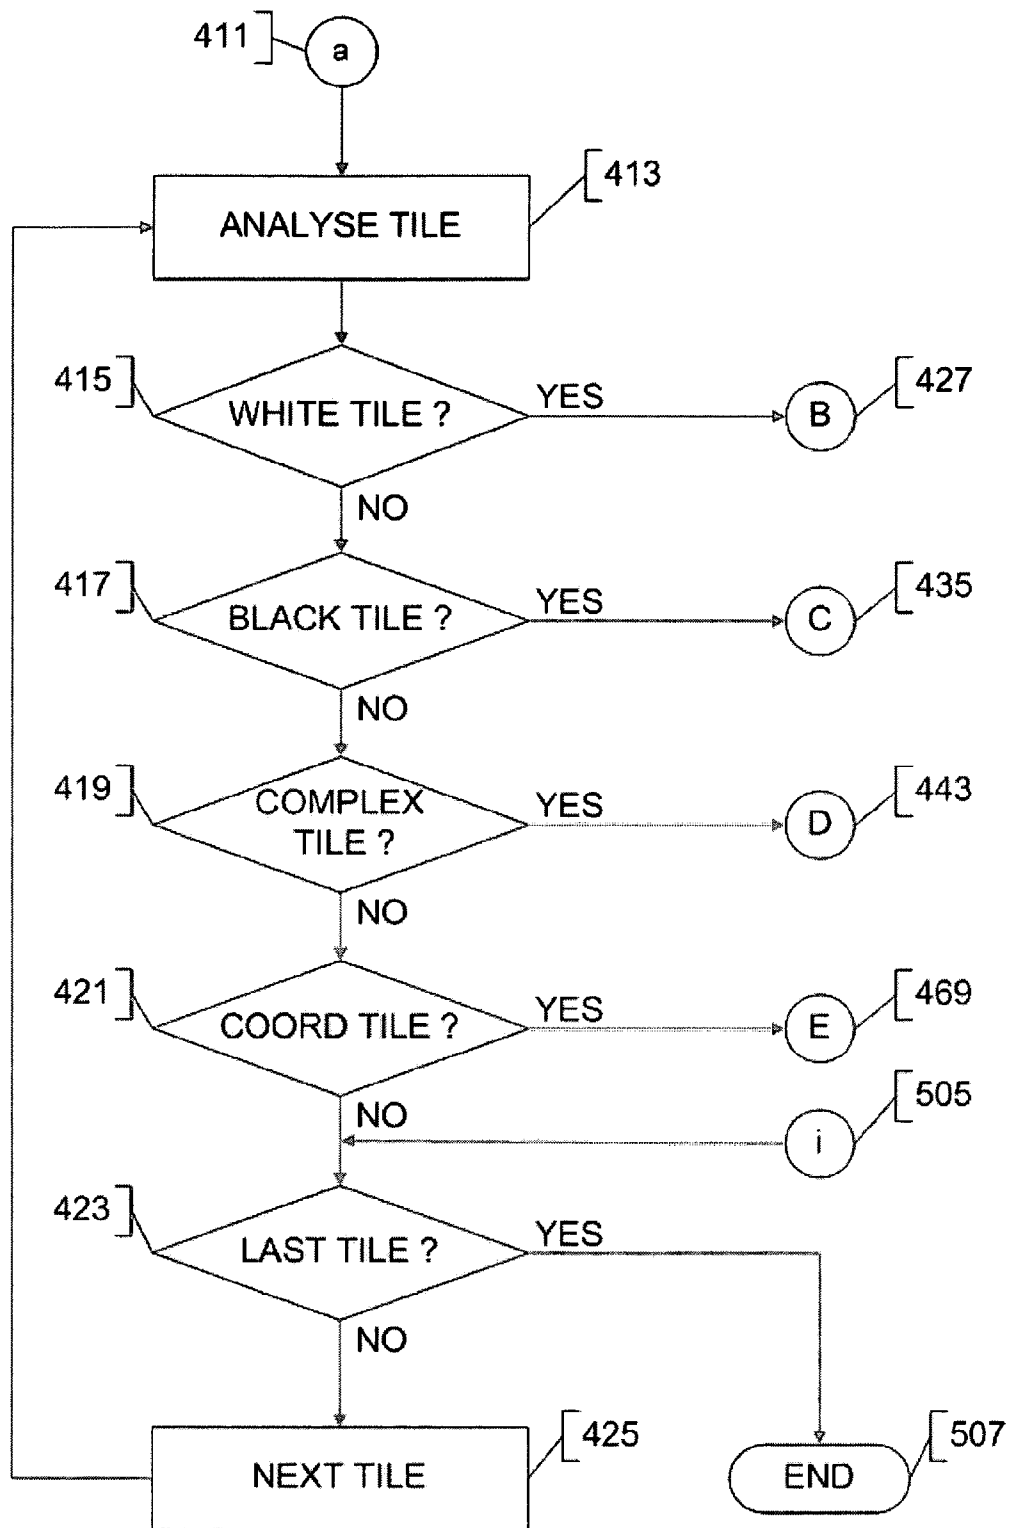 411
a
413
ANALYSE TILE
415
WHITE TILE ?
YES
B
427
NO
417
BLACK TILE ?
YES
C
435
NO
419
COMPLEX
TILE ?
YES
D
443
NO
421
COORD TILE ?
YES
E
469
NO
i
505
423
LAST TILE ?
YES
NO
425
NEXT TILE
END
507